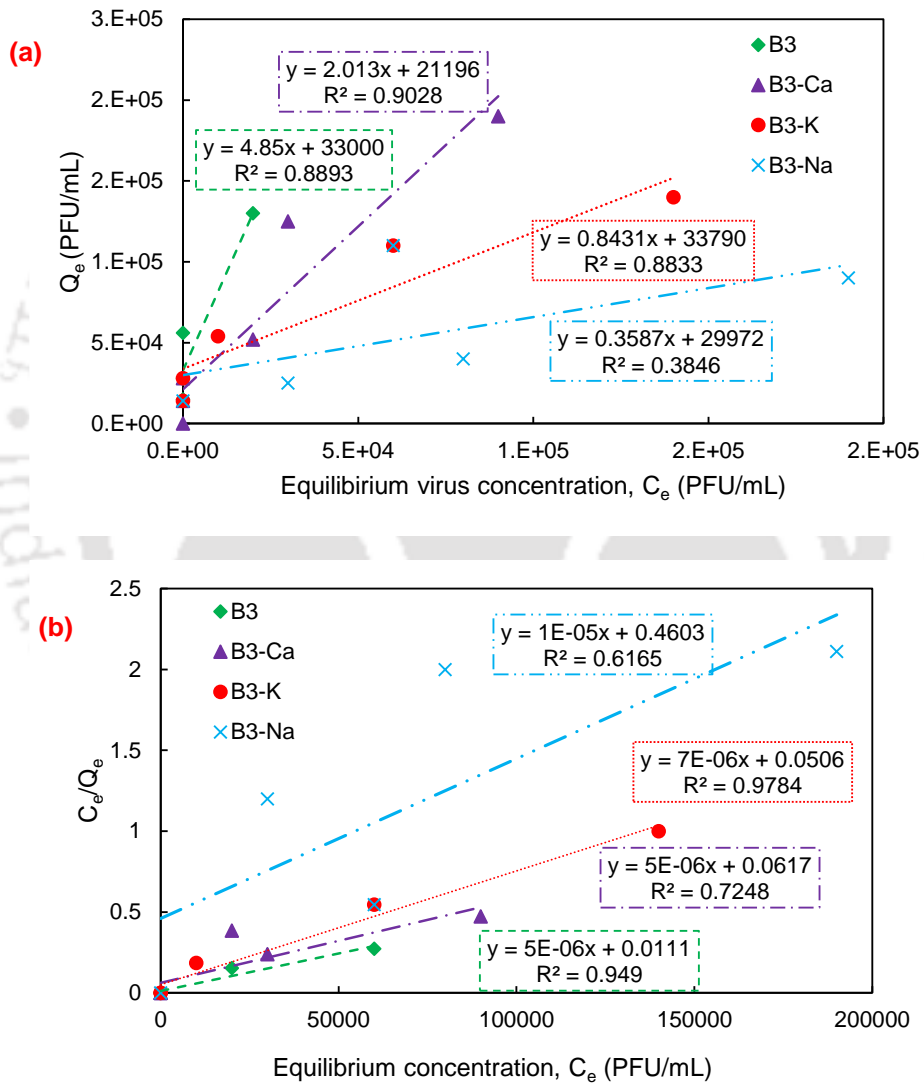 (a)
3.E+05
2.E+05
2.E+05
1.E+05
5.E+04
0.E+00
Qe (PFU/mL)
y = 2.013x + 21196
R² = 0.9028
y = 4.85x + 33000
R² = 0.8893
y = 0.8431x + 33790
R² = 0.8833
y = 0.3587x + 29972
R² = 0.3846
B3
B3-Ca
B3-K
B3-Na
0.E+00 5.E+04 1.E+05 2.E+05 2.E+05
Equilibirium virus concentration, Ce (PFU/mL)
(b)
2.5
2
1.5
1
0.5
0
Ce/Qe
B3
B3-Ca
B3-K
B3-Na
y = 1E-05x + 0.4603
R² = 0.6165
y = 7E-06x + 0.0506
R² = 0.9784
y = 5E-06x + 0.0617
R² = 0.7248
y = 5E-06x + 0.0111
R² = 0.949
0 50000 100000 150000 200000
Equilibrium concentration, Ce (PFU/mL)